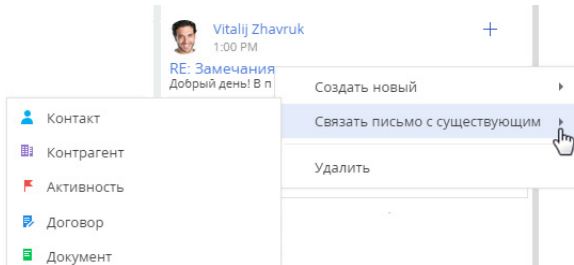 Vitalij Zhavruk
1:00 PM
RE: Замечания
Добрый день! В п
Создать новый
Связать письмо с существующим
Удалить
Контакт
Контрагент
Активность
Договор
Документ